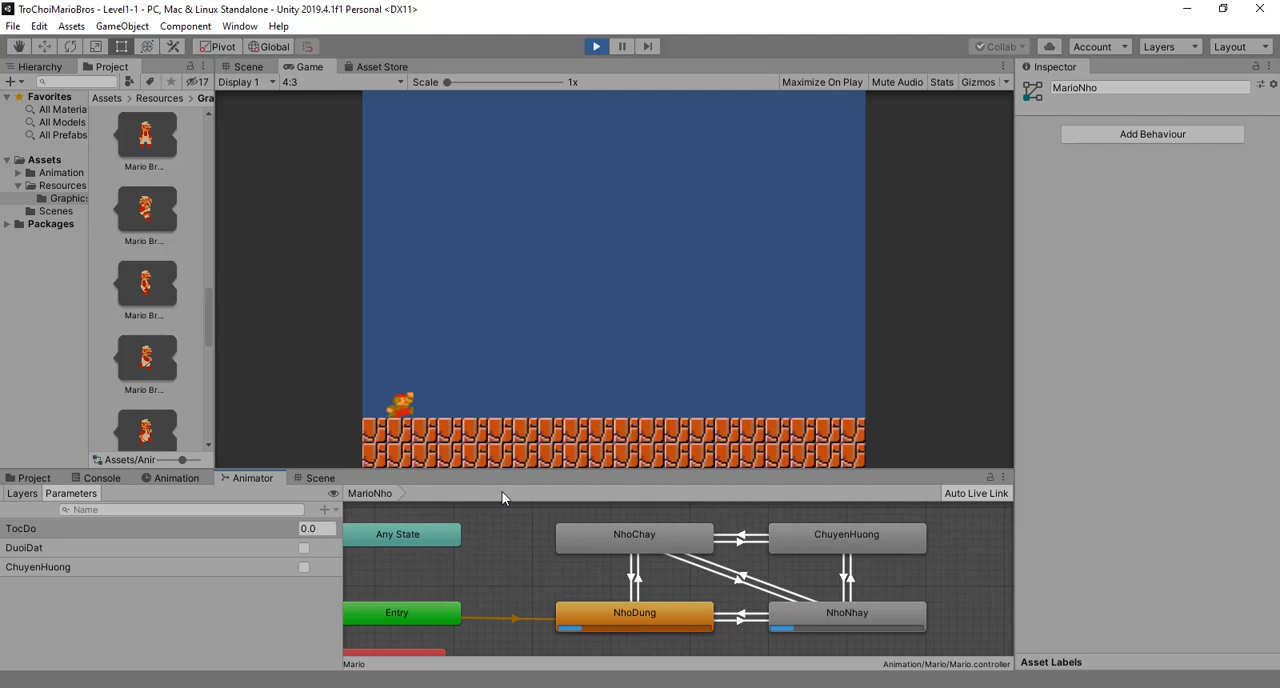 TroChoiMarioBros - Level1-1 - PC, Mac & Linux Standalone - Unity 2019.4.1f1 Personal <DX11>
File Edit Assets GameObject Component Window Help
Pivot Global Collab Account Layers Layout
Hierarchy Project Scene Game Asset Store Inspector
17 Display 1 4:3 Scale 1x Maximize On Play Mute Audio Stats Gizmos MarioNho
Favorites Assets > Resources > Gra
All Materia
All Models
All Prefabs
Add Behaviour
Assets
Animation
Resources
Graphics
Scenes
Packages
Mario Br...
Mario Br...
Mario Br...
Mario Br...
Assets/Anir
Project Console Animation Animator Scene
Layers Parameters MarioNho Auto Live Link
Name
TocDo 0.0
DuoiDat
ChuyenHuong
Any State NhoChay ChuyenHuong
Entry NhoDung NhoNhay
Mario Animation/Mario/Mario.controller Asset Labels